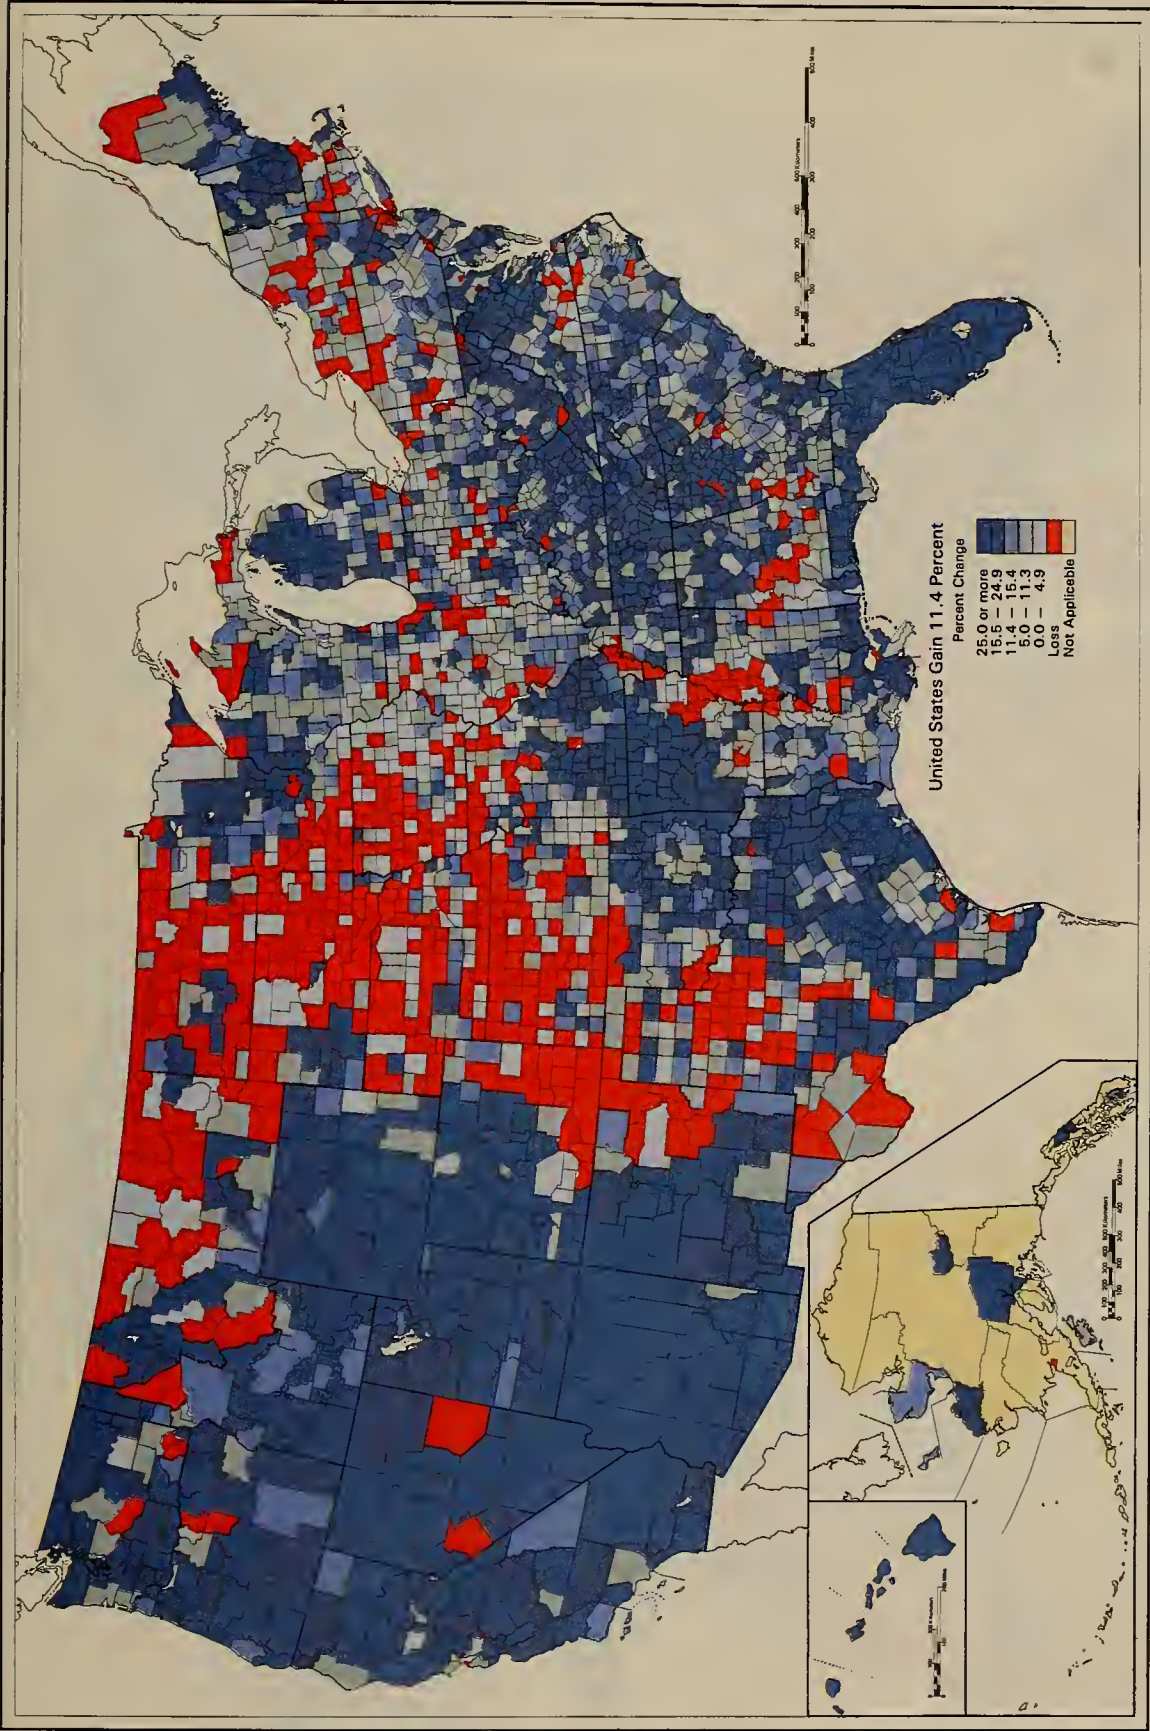 United States Gain 11.4 Percent
Percent Change
25.0 or more
15.5 – 24.9
11.4 – 15.4
5.0 – 11.3
0.0 – 4.9
Loss
Not Applicable